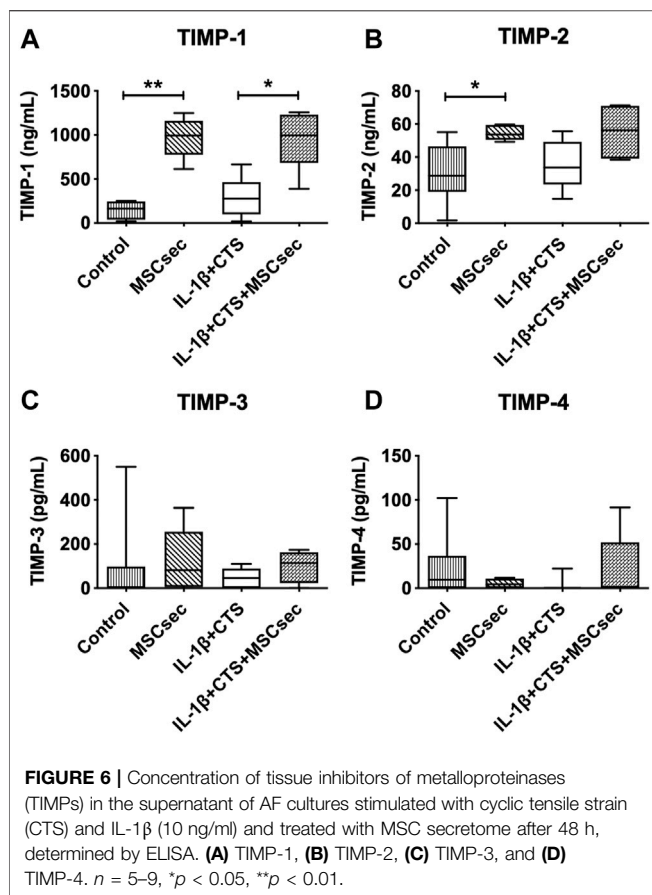 A
TIMP-1
TIMP-1 (ng/mL)
1500
1000
500
0
**
*
Control
MSCsec
IL-1β+CTS
IL-1β+CTS+MSCsec
B
TIMP-2
TIMP-2 (ng/mL)
80
60
40
20
0
*
Control
MSCsec
IL-1β+CTS
IL-1β+CTS+MSCsec
C
TIMP-3
TIMP-3 (pg/mL)
600
400
200
0
Control
MSCsec
IL-1β+CTS
IL-1β+CTS+MSCsec
D
TIMP-4
TIMP-4 (pg/mL)
150
100
50
0
Control
MSCsec
IL-1β+CTS
IL-1β+CTS+MSCsec
FIGURE 6 | Concentration of tissue inhibitors of metalloproteinases
(TIMPs) in the supernatant of AF cultures stimulated with cyclic tensile strain
(CTS) and IL-1β (10 ng/ml) and treated with MSC secretome after 48 h,
determined by ELISA. (A) TIMP-1, (B) TIMP-2, (C) TIMP-3, and (D)
TIMP-4. n = 5–9, *p < 0.05, **p < 0.01.